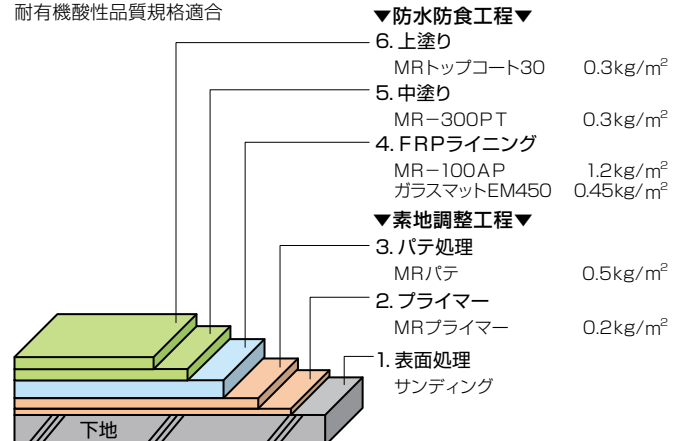 耐有機酸性品質規格適合
▼防水防食工程▼
6. 上塗り
MRトップコート30 0.3kg/m²
5. 中塗り
MR−300PT 0.3kg/m²
4. FRPライニング
MR−100AP 1.2kg/m²
ガラスマットEM450 0.45kg/m²
▼素地調整工程▼
3. パテ処理
MRパテ 0.5kg/m²
2. プライマー
MRプライマー 0.2kg/m²
1. 表面処理
サンディング
下地